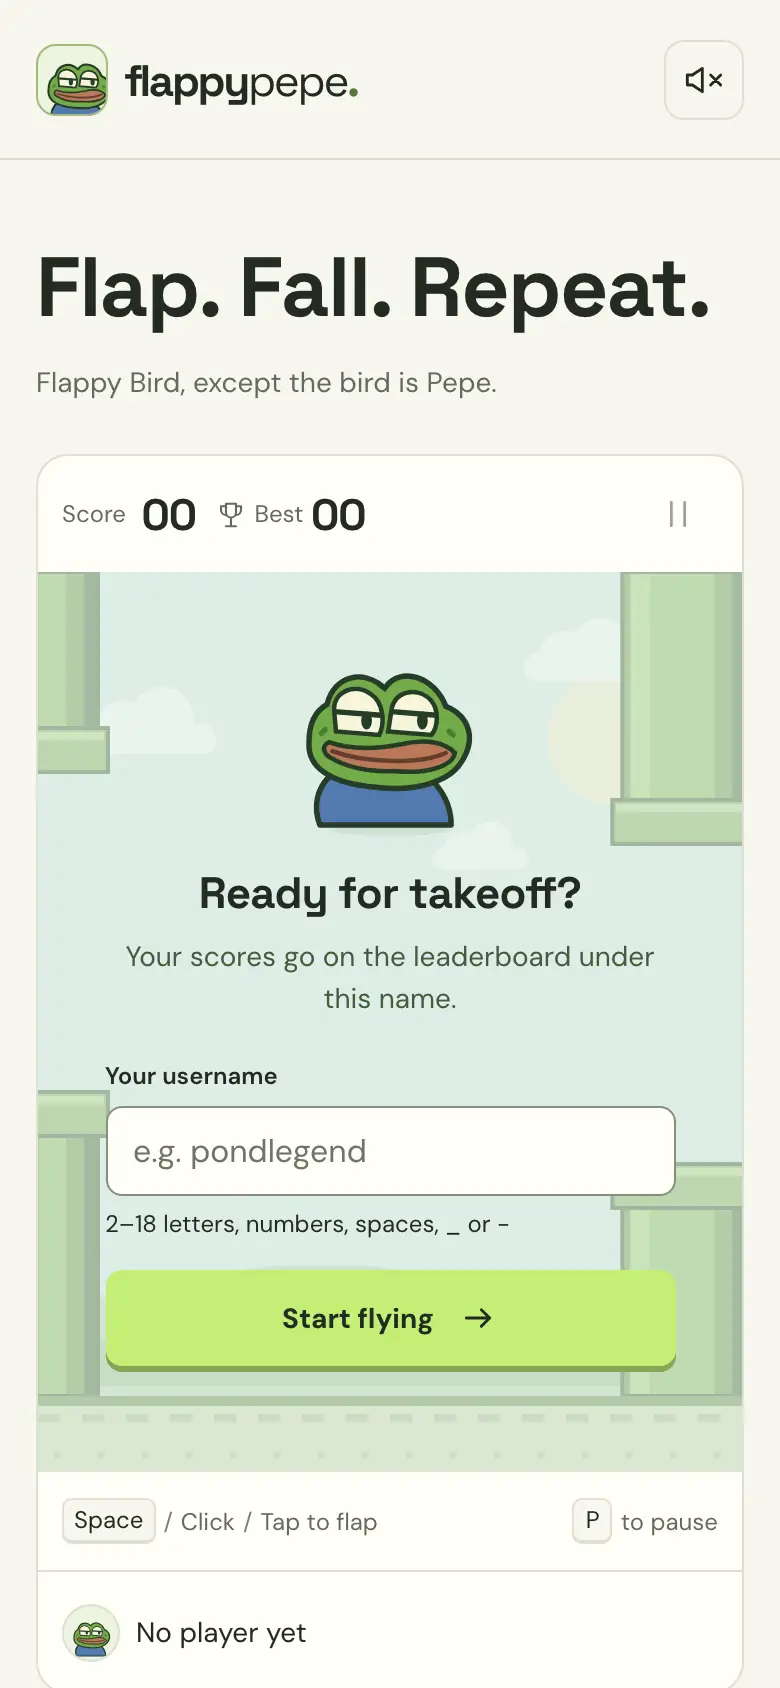 flappypepe.
Flap. Fall. Repeat.
Flappy Bird, except the bird is Pepe.
Score 00 Best 00
Ready for takeoff?
Your scores go on the leaderboard under
this name.
Your username
e.g. pondlegend
2–18 letters, numbers, spaces, _ or -
Start flying →
Space / Click / Tap to flap P to pause
No player yet